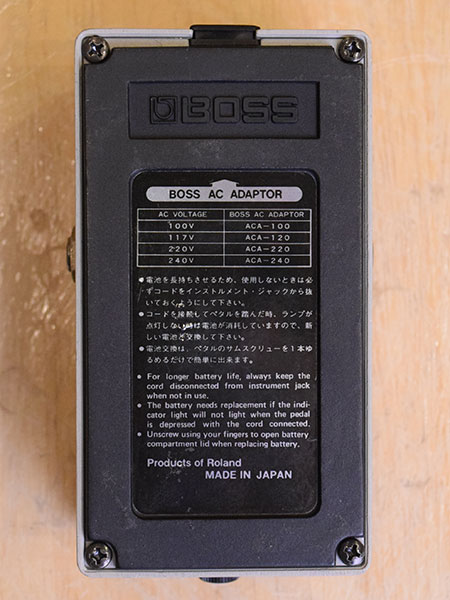 BOSS
BOSS AC ADAPTOR
AC VOLTAGE BOSS AC ADAPTOR
100V ACA-100
117V ACA-120
220V ACA-220
240V ACA-240
●電池を長持ちさせるため、使用しないときは必
ずコードをインストルメント・ジャックから抜
いておくようにして下さい。
●コードを接続してペタルを踏んだ時、ランプが
点灯しない時は電池が消耗していますので、新
しい電池と交換して下さい。
●電池交換は、ペタルのサムスクリューを1本ゆ
るめるだけで簡単に出来ます。
● For longer battery life, always keep the
cord disconnected from instrument jack
when not in use.
● The battery needs replacement if the indi-
cator light will not light when the pedal
is depressed with the cord connected.
● Unscrew using your fingers to open battery
compartment lid when replacing battery.
Products of Roland
MADE IN JAPAN